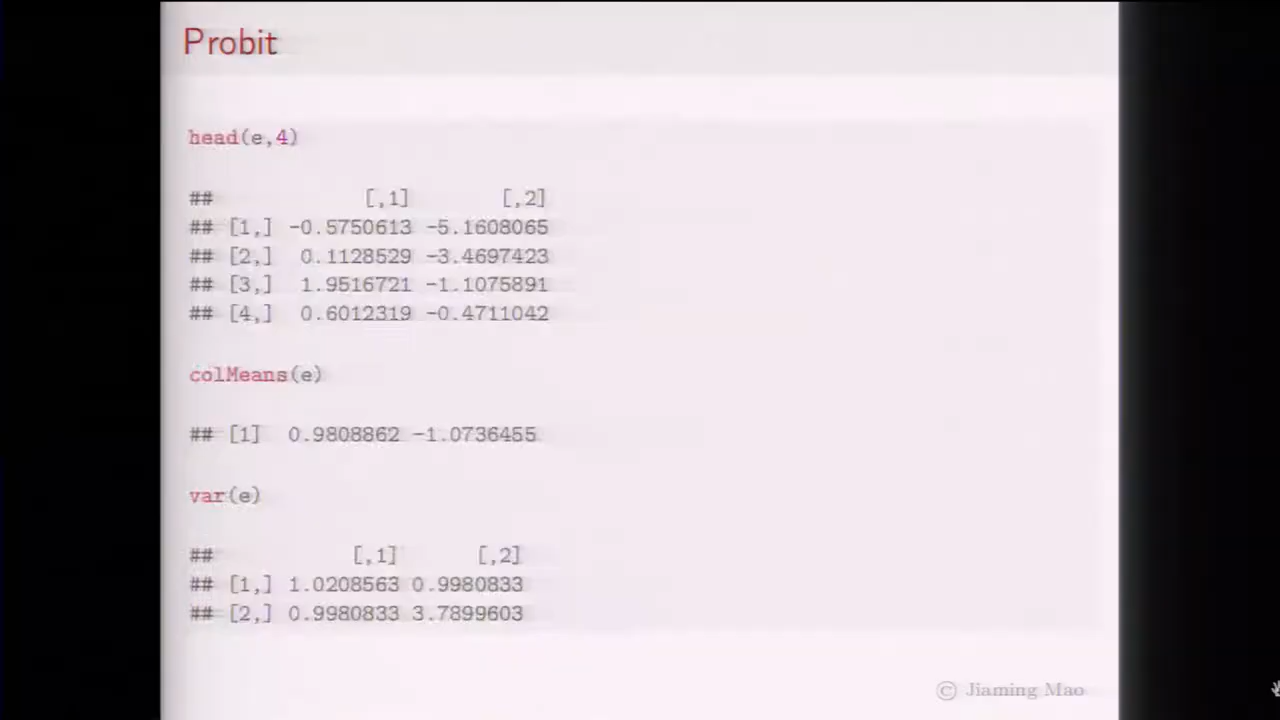 Probit
head(e,4)
## [,1] [,2]
## [1,] -0.5750613 -5.1608065
## [2,] 0.1128529 -3.4697423
## [3,] 1.9516721 -1.1075891
## [4,] 0.6012319 -0.4711042
colMeans(e)
## [1] 0.9808862 -1.0736455
var(e)
## [,1] [,2]
## [1,] 1.0208563 0.9980833
## [2,] 0.9980833 3.7899603
© Jiaming Mao